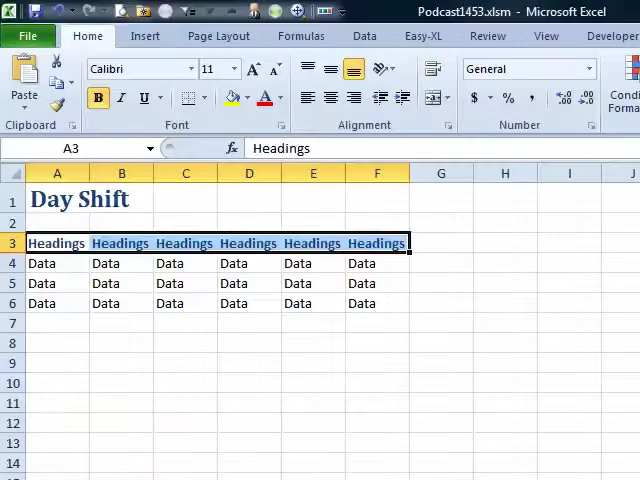 Podcast1453.xlsm - Microsoft Excel
File Home Insert Page Layout Formulas Data Easy-XL Review View Developer
Calibri 11 A A General
Paste B I U A $ % , .00
Clipboard Font Alignment Number
A3 fx Headings
A B C D E F G H I J
1 Day Shift
2
3 Headings Headings Headings Headings Headings Headings
4 Data Data Data Data Data Data
5 Data Data Data Data Data Data
6 Data Data Data Data Data Data
7
8
9
10
11
12
13
14